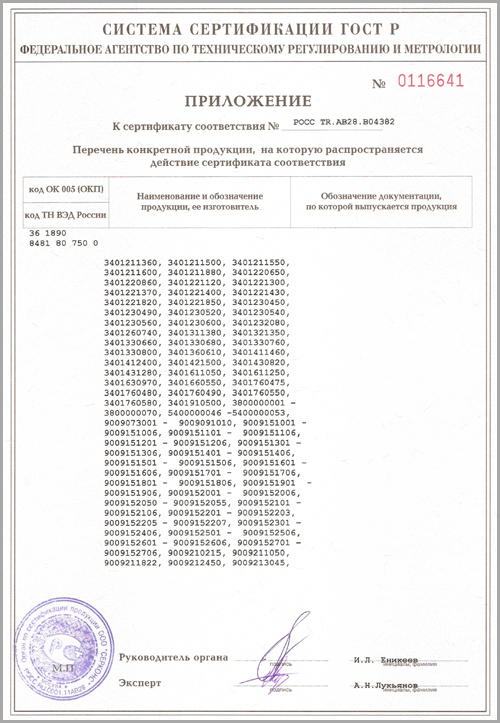 СИСТЕМА СЕРТИФИКАЦИИ ГОСТ Р
ФЕДЕРАЛЬНОЕ АГЕНТСТВО ПО ТЕХНИЧЕСКОМУ РЕГУЛИРОВАНИЮ И МЕТРОЛОГИИ
№ 0116641
ПРИЛОЖЕНИЕ
К сертификату соответствия № РОСС TR.АВ28.В04382
Перечень конкретной продукции, на которую распространяется
действие сертификата соответствия
код ОК 005 (ОКП)
код ТН ВЭД России
Наименование и обозначение
продукции, ее изготовитель
Обозначение документации,
по которой выпускается продукция
36 1890
8481 80 750 0
3401211360, 3401211500, 3401211550,
3401211600, 3401211880, 3401220650,
3401220860, 3401221120, 3401221300,
3401221370, 3401221400, 3401221430,
3401221820, 3401221850, 3401230450,
3401230490, 3401230520, 3401230540,
3401230560, 3401230600, 3401232080,
3401260740, 3401311380, 3401321350,
3401330660, 3401330680, 3401330760,
3401330800, 3401360610, 3401411460,
3401412400, 3401421500, 3401430820,
3401431280, 3401611050, 3401611250,
3401630970, 3401660550, 3401760475,
3401760480, 3401760490, 3401760550,
3401760580, 3401910500, 3800000001 –
3800000070, 5400000046 -5400000053,
9009073001 - 9009091010, 9009151001 -
9009151006, 9009151101 - 9009151106,
9009151201 – 9009151206, 9009151301 -
9009151306, 9009151401 – 9009151406,
9009151501 - 9009151506, 9009151601 -
9009151606, 9009151701 - 9009151706,
9009151801 - 9009151806, 9009151901 -
9009151906, 9009152001 - 9009152006,
9009152050 - 9009152055, 9009152101 -
9009152106, 9009152201 – 9009152203,
9009152205 - 9009152207, 9009152301 -
9009152406, 9009152501 - 9009152506,
9009152601 - 9009152606, 9009152701 -
9009152706, 9009210215, 9009211050,
9009211822, 9009212450, 9009213045,
М.П.
Руководитель органа
подпись
И.Л. Еникеев
инициалы, фамилия
Эксперт
подпись
А.Н.Лукьянов
инициалы, фамилия